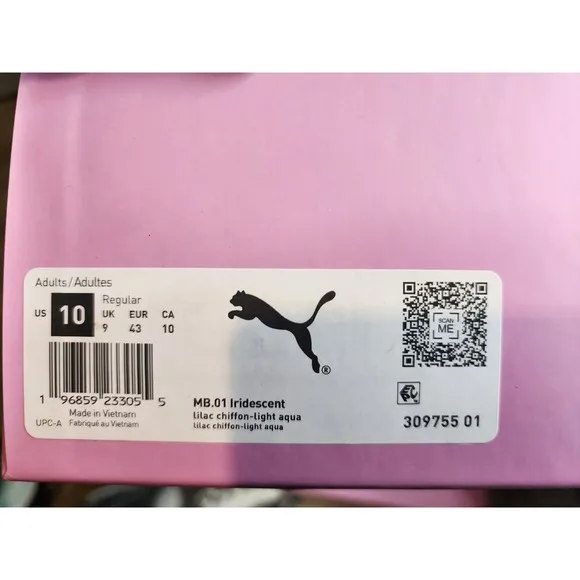 Adults/Adultes
Regular
US 10 UK EUR CA
9 43 10
1 96859 23305 5
Made in Vietnam
UPC-A Fabriqué au Vietnam
MB.01 Iridescent
lilac chiffon-light aqua
lilac chiffon-light aqua
®
SCAN
ME
309755 01